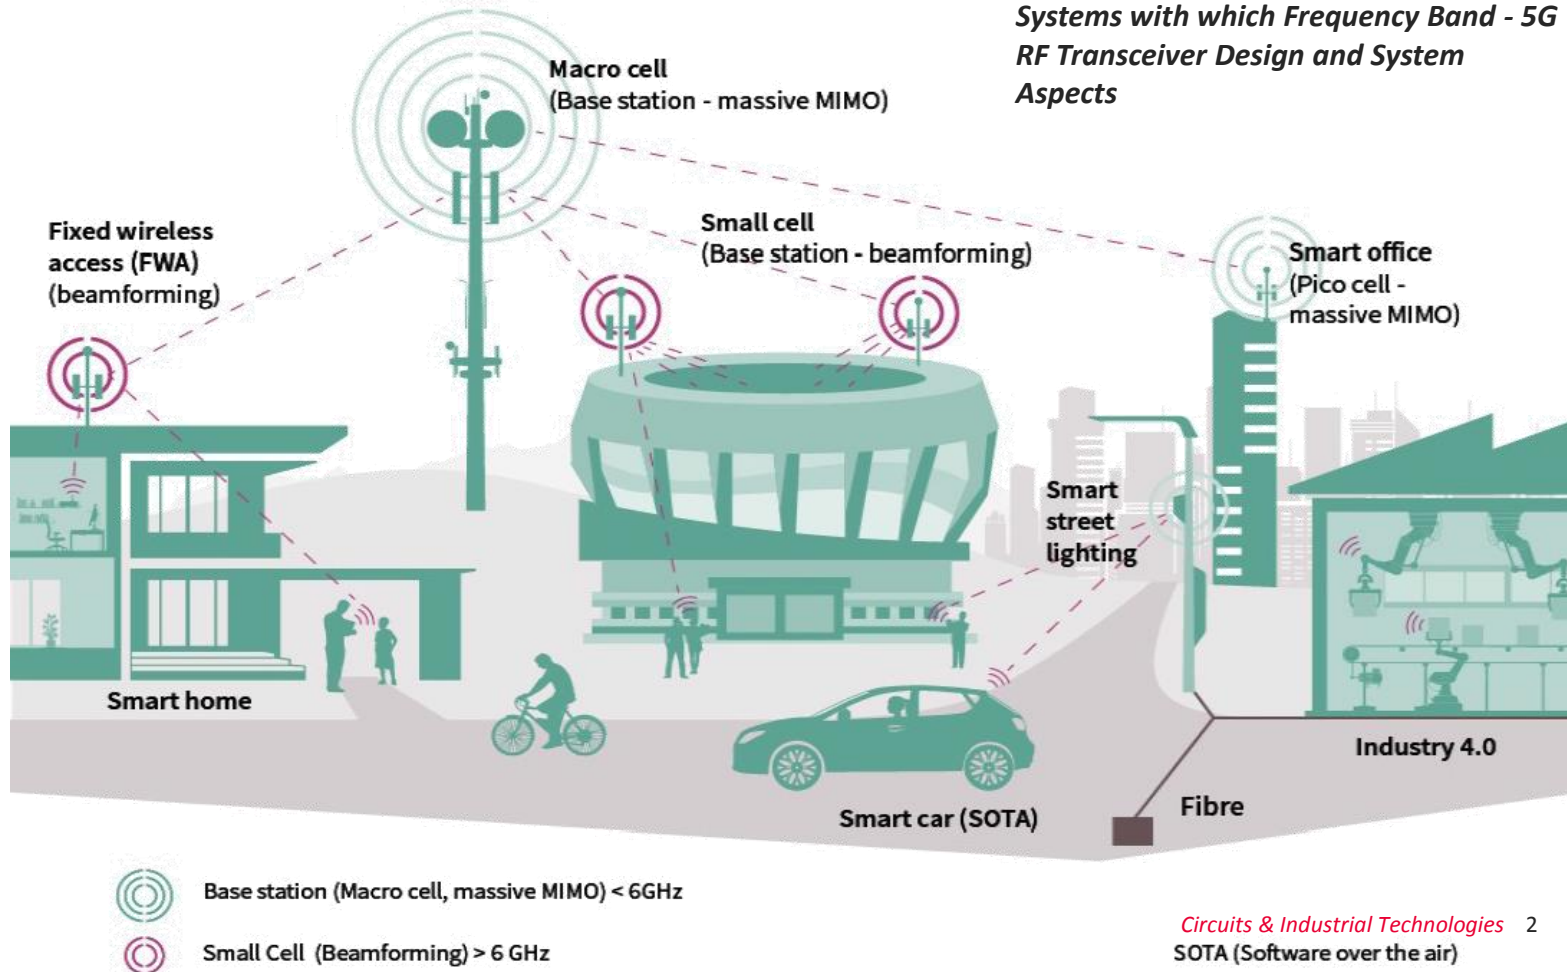 Systems with which Frequency Band - 5G
RF Transceiver Design and System
Aspects
Macro cell
(Base station - massive MIMO)
Fixed wireless
access (FWA)
(beamforming)
Small cell
(Base station - beamforming)
Smart office
(Pico cell -
massive MIMO)
Smart
street
lighting
Smart home
Industry 4.0
Smart car (SOTA)
Fibre
Base station (Macro cell, massive MIMO) < 6GHz
Small Cell (Beamforming) > 6 GHz
Circuits & Industrial Technologies 2
SOTA (Software over the air)